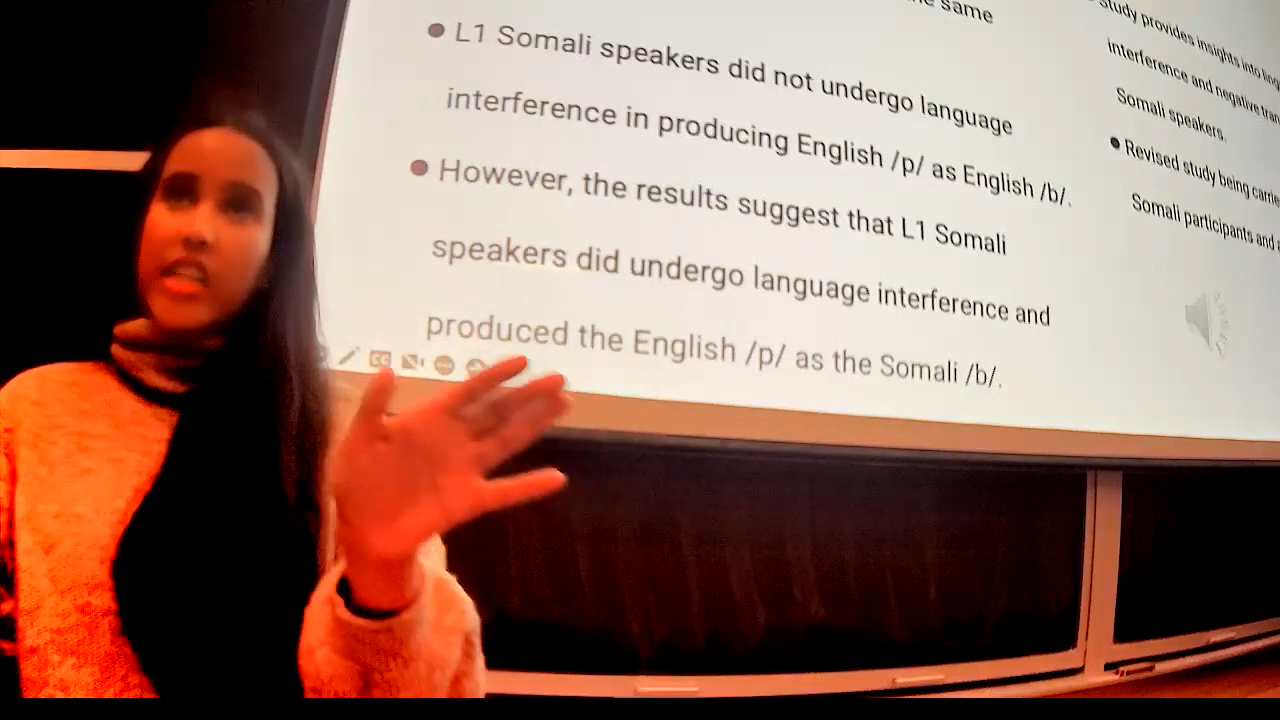 same
● L1 Somali speakers did not undergo language
interference in producing English /p/ as English /b/.
● However, the results suggest that L1 Somali
speakers did undergo language interference and
produced the English /p/ as the Somali /b/.
CC
Study provides insights into
interference and negative
Somali speakers.
● Revised study being
Somali participants and